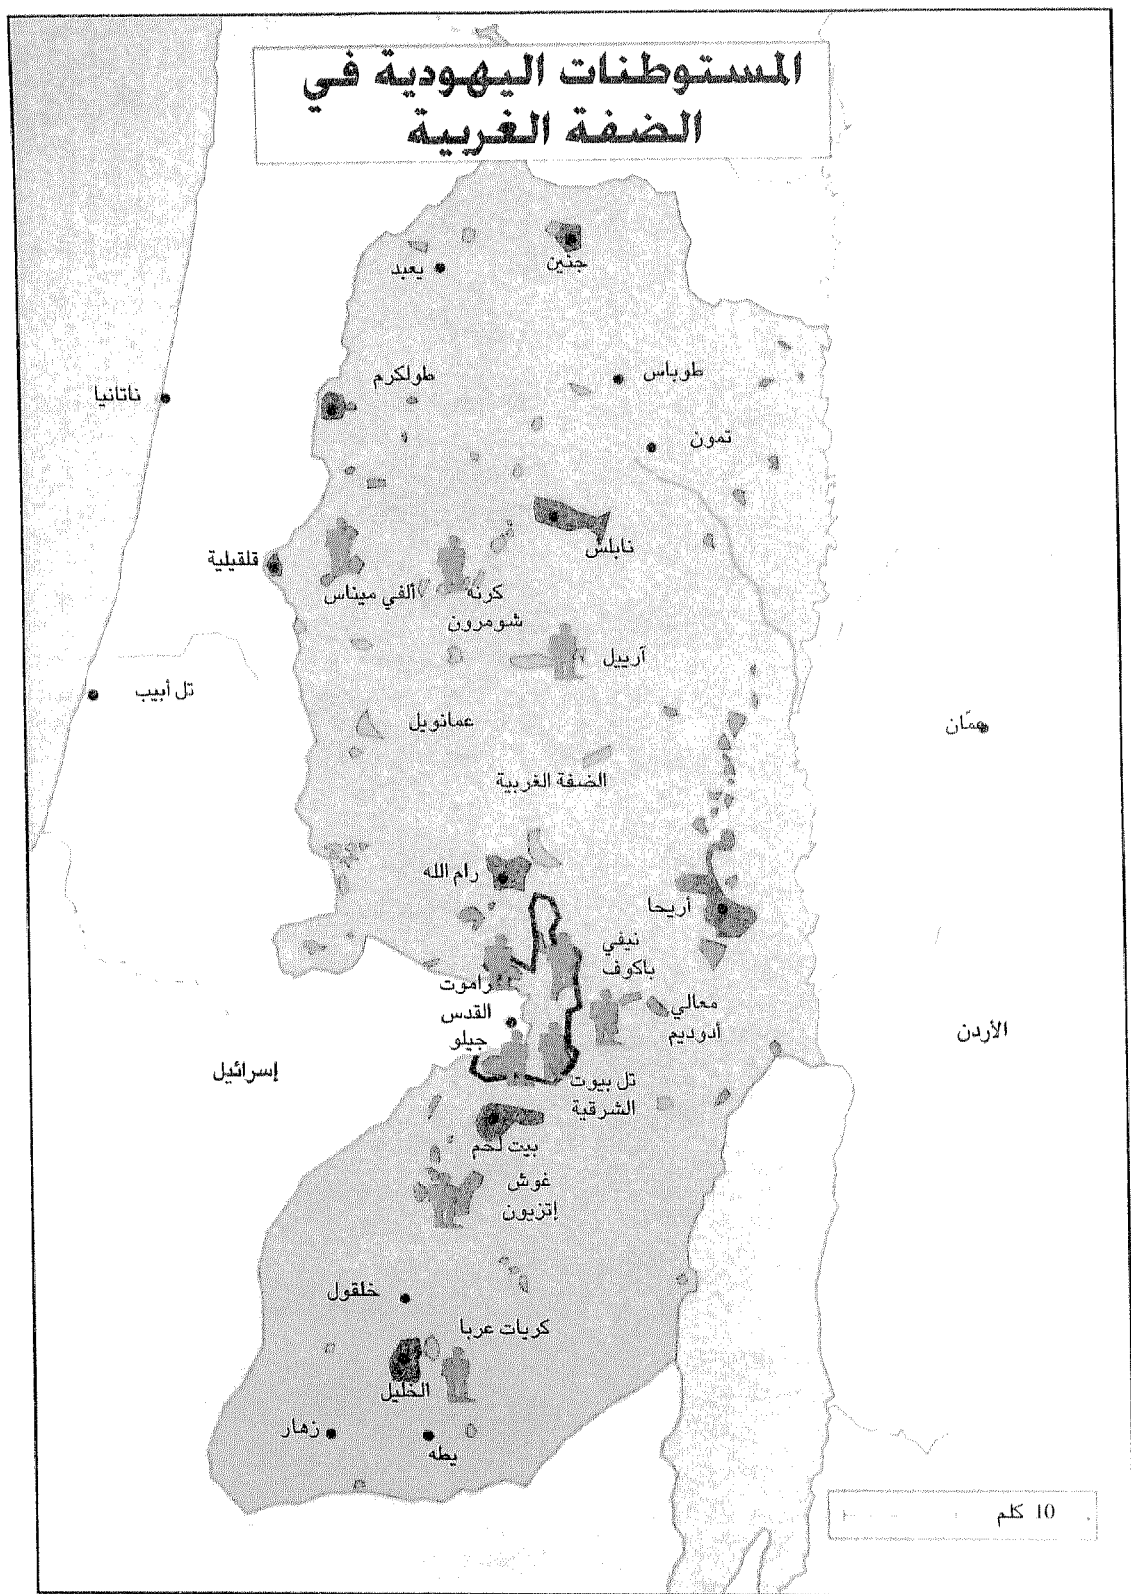 المستوطنات اليهودية في
الضفة الغربية
جنين
يعبد
طولكرم
طوباس
ناتانيا
تمون
نابلس
قلقيلية
ألفي ميناس
كرنه
شومرون
آرييل
تل أبيب
عمانويل
عمّان
الضفة الغربية
رام الله
أريحا
نيفي
باكوف
راموت
القدس
جيلو
معالي
أدوديم
الأردن
إسرائيل
تل بيوت
الشرقية
بيت لحم
غوش
إتزيون
خلقول
كريات عربا
الخليل
زهار
يطه
10 كلم